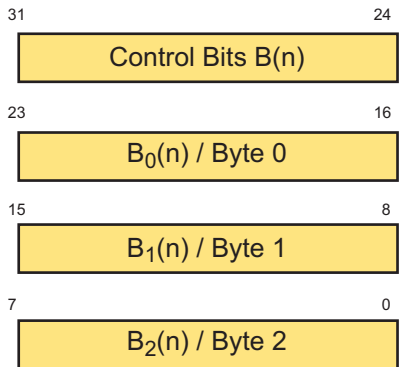 31 24
Control Bits B(n)
23 16
B₀(n) / Byte 0
15 8
B₁(n) / Byte 1
7 0
B₂(n) / Byte 2